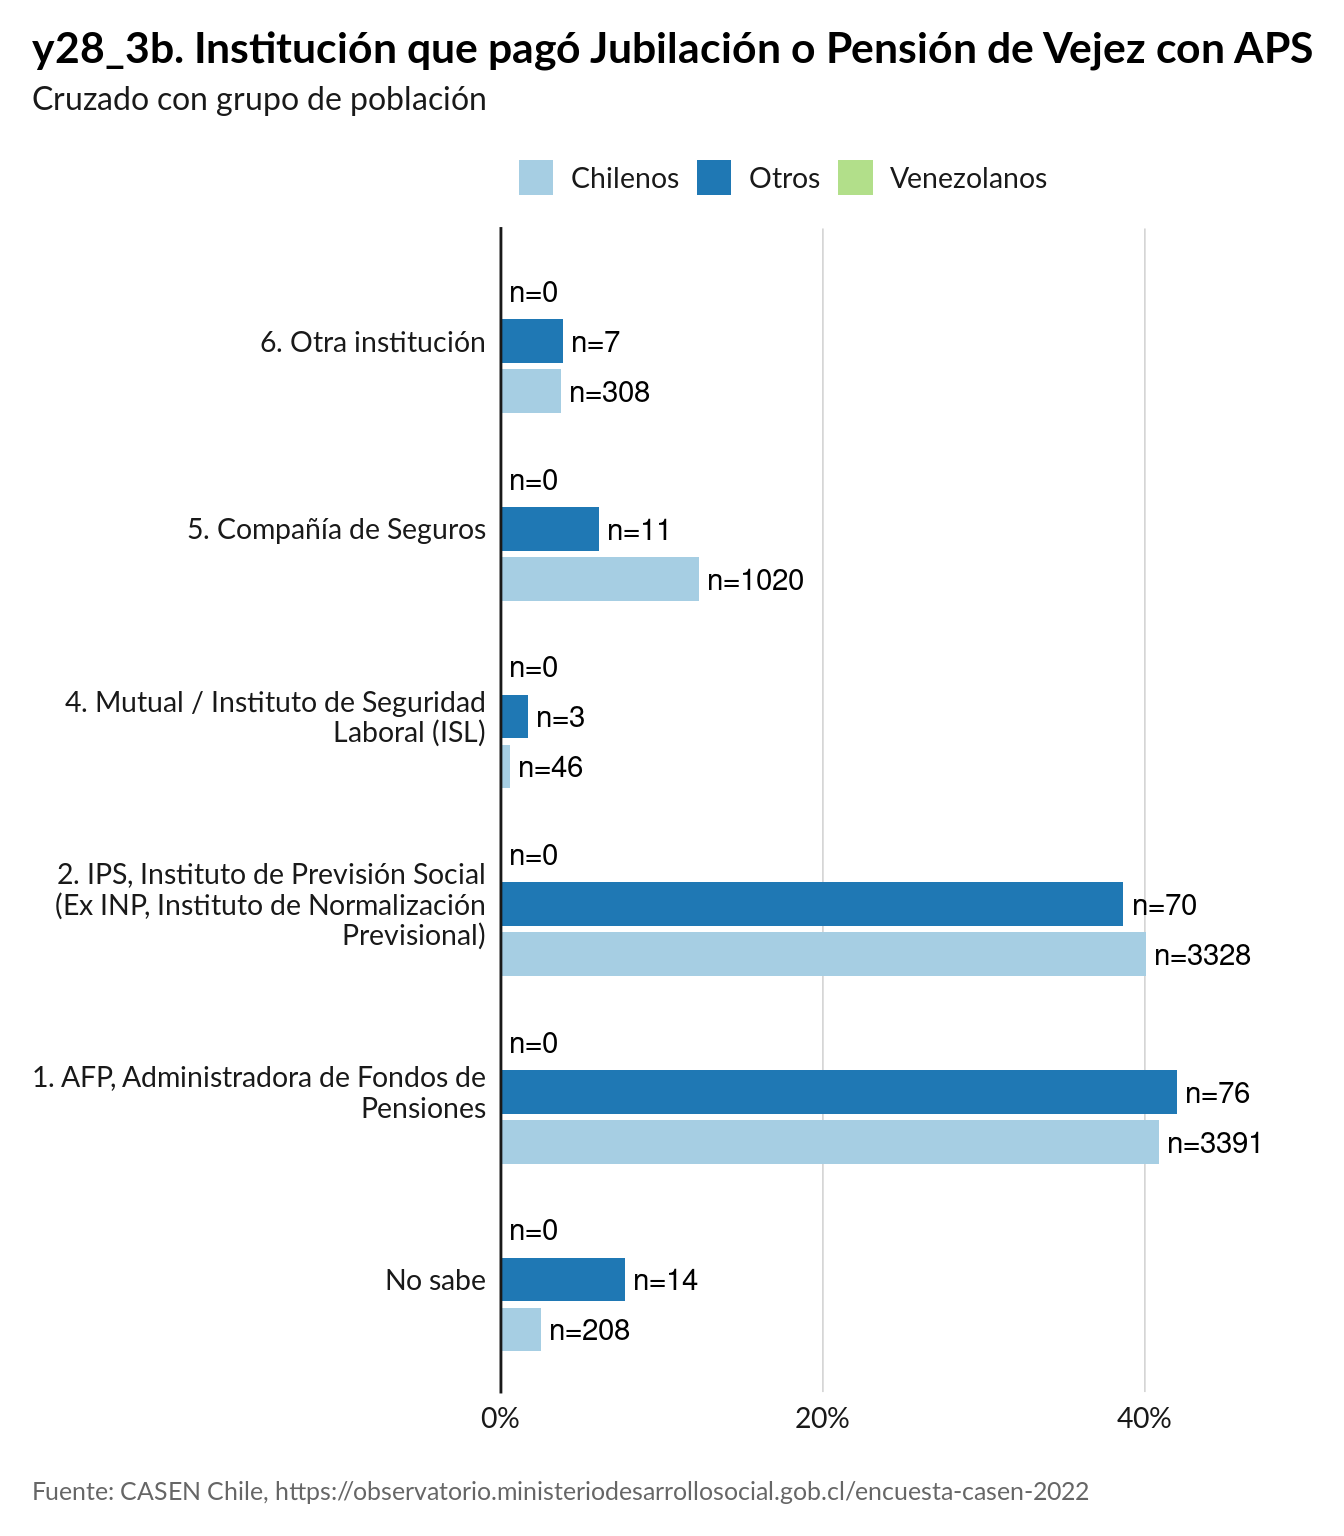 y28_3b. Institución que pagó Jubilación o Pensión de Vejez con APS
Cruzado con grupo de población
Chilenos Otros Venezolanos
n=0
6. Otra institución n=7
n=308
n=0
5. Compañía de Seguros n=11
n=1020
n=0
4. Mutual / Instituto de Seguridad
Laboral (ISL)
n=3
n=46
n=0
2. IPS, Instituto de Previsión Social
(Ex INP, Instituto de Normalización
Previsional)
n=70
n=3328
n=0
1. AFP, Administradora de Fondos de
Pensiones
n=76
n=3391
n=0
No sabe n=14
n=208
0% 20% 40%
Fuente: CASEN Chile, https://observatorio.ministeriodesarrollosocial.gob.cl/encuesta-casen-2022